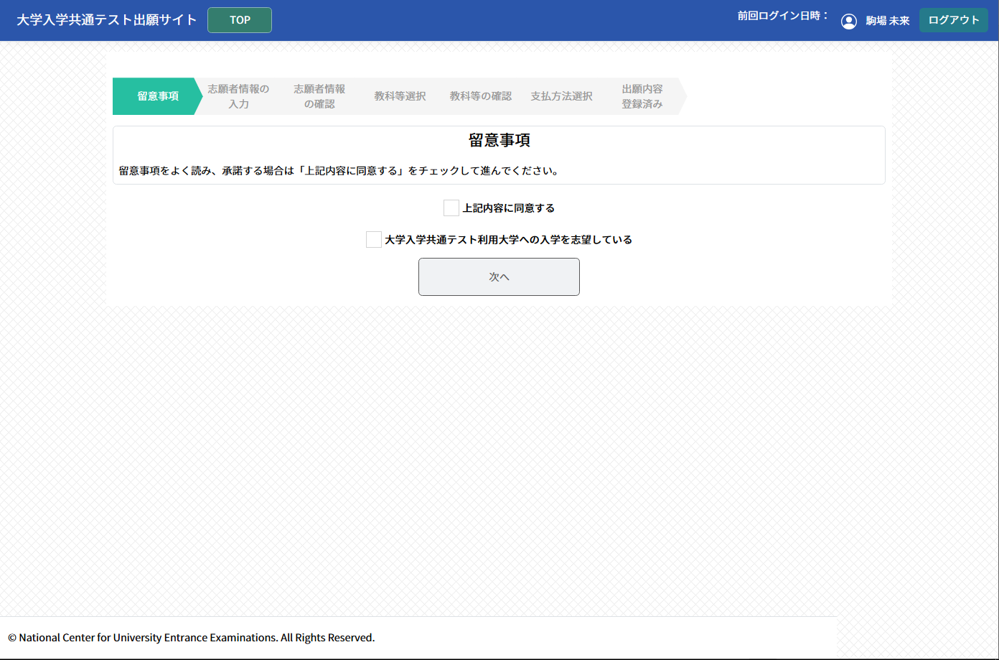 大学入学共通テスト出願サイト
TOP
前回ログイン日時：
駒場 未来
ログアウト
留意事項
志願者情報の
入力
志願者情報
の確認
教科等選択
教科等の確認
支払方法選択
出願内容
登録済み
留意事項
留意事項をよく読み、承諾する場合は「上記内容に同意する」をチェックして進んでください。
上記内容に同意する
大学入学共通テスト利用大学への入学を志望している
次へ
© National Center for University Entrance Examinations. All Rights Reserved.